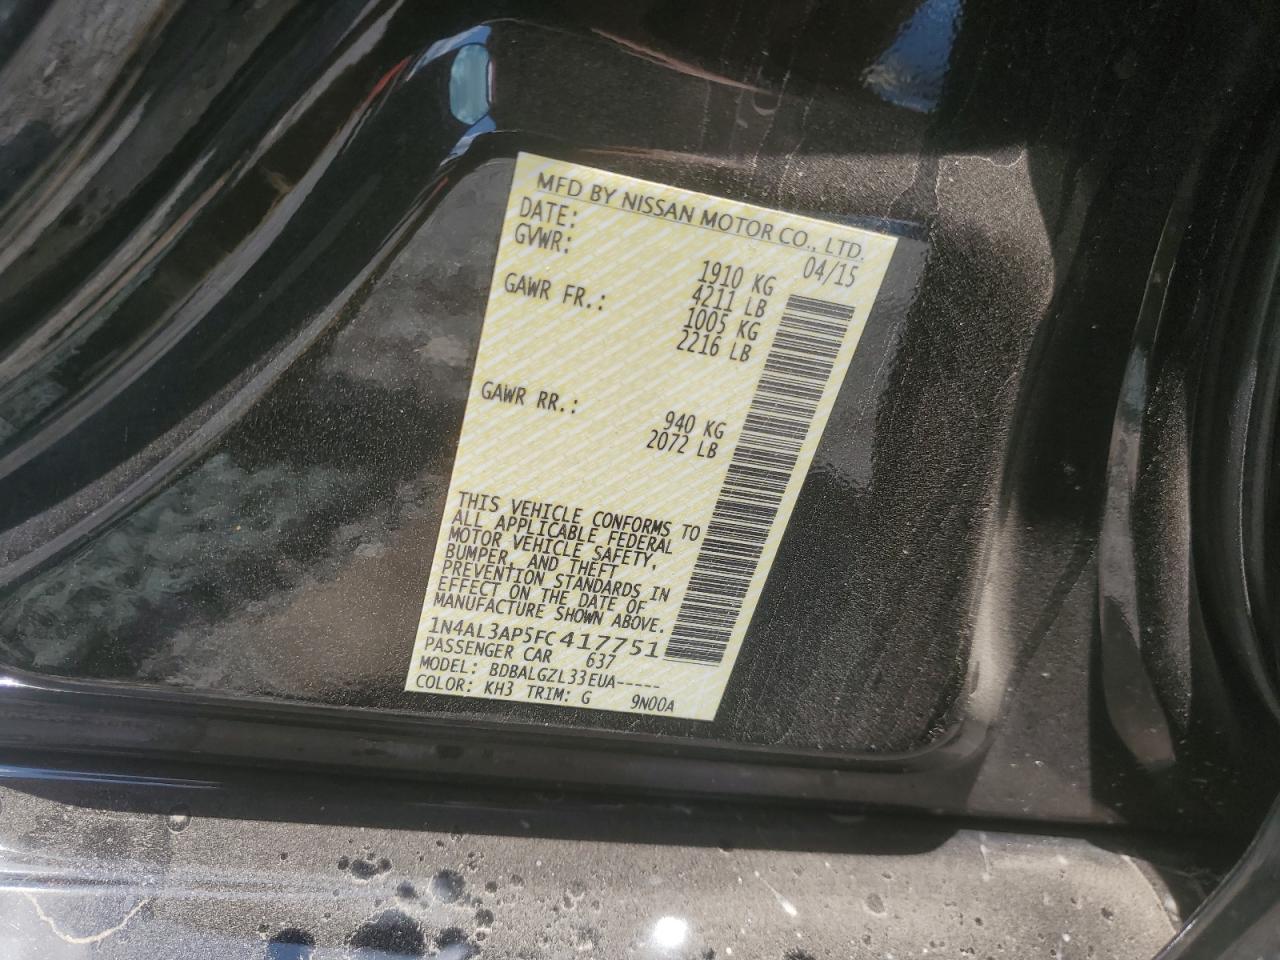 MFD BY NISSAN MOTOR CO., LTD.
DATE: 04/15
GVWR: 1910 KG
4211 LB
GAWR FR.: 1005 KG
2216 LB
GAWR RR.: 940 KG
2072 LB
THIS VEHICLE CONFORMS TO
ALL APPLICABLE FEDERAL
MOTOR VEHICLE SAFETY,
BUMPER, AND THEFT
PREVENTION STANDARDS IN
EFFECT ON THE DATE OF
MANUFACTURE SHOWN ABOVE.
1N4AL3AP5FC417751
PASSENGER CAR 637
MODEL: BDBALGZL33EUA-----
COLOR: KH3 TRIM: G 9N00A